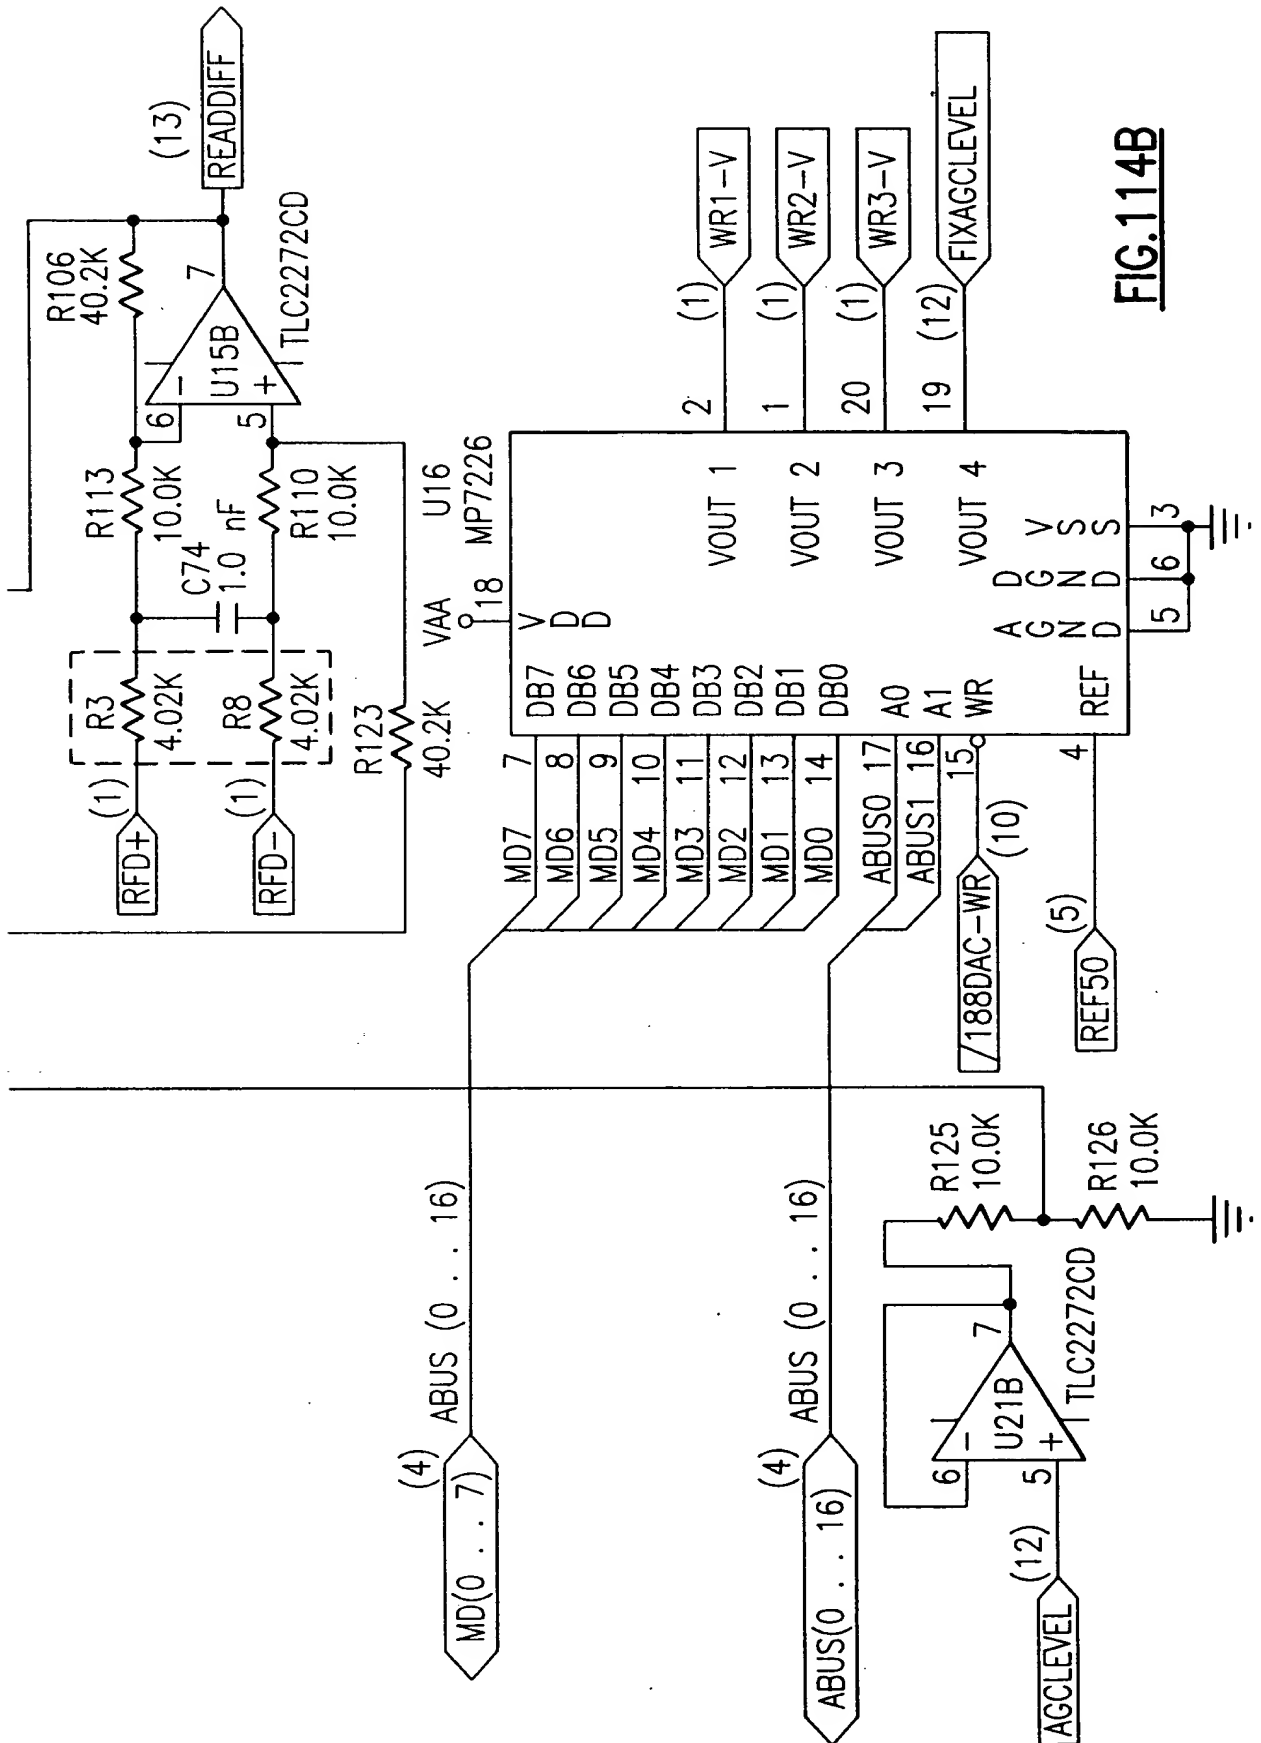 (13)
READDIFF
R106
40.2K
7
U15B
TLC2272CD
6
-
5
+
R113
10.0K
C74
1.0 nF
R110
10.0K
R3
4.02K
R8
4.02K
(1)
RFD+
(1)
RFD-
R123
40.2K
U16
MP7226
VAA
18
VDD
MD7 7 DB7
MD6 8 DB6
MD5 9 DB5
MD4 10 DB4
MD3 11 DB3
MD2 12 DB2
MD1 13 DB1
MD0 14 DB0
ABUS0 17 A0
ABUS1 16 A1
15 WR
(10)
/188DAC-WR
4 REF
(5)
REF50
VOUT 1 2 (1) WR1-V
VOUT 2 1 (1) WR2-V
VOUT 3 20 (1) WR3-V
VOUT 4 19 (12) FIXAGCLEVEL
AGND DGND VSS
5 6 3
(4)
MD(0 . . 7)
ABUS (0 . . 16)
(4)
ABUS(0 . . 16)
ABUS (0 . . 16)
R125
10.0K
R126
10.0K
7
U21B
TLC2272CD
6
-
5
+
(12)
AGCLEVEL
FIG.114B